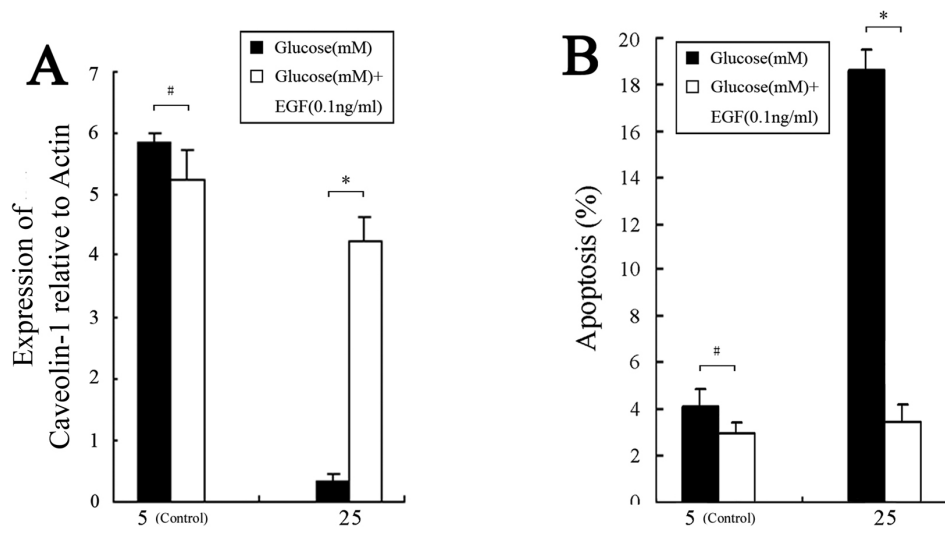 A
Glucose(mM)
Glucose(mM)+
EGF(0.1ng/ml)
Expression of
Caveolin-1 relative to Actin
7
6
5
4
3
2
1
0
#
*
5 (Control)
25
B
Glucose(mM)
Glucose(mM)+
EGF(0.1ng/ml)
Apoptosis (%)
20
18
16
14
12
10
8
6
4
2
0
#
*
5 (Control)
25